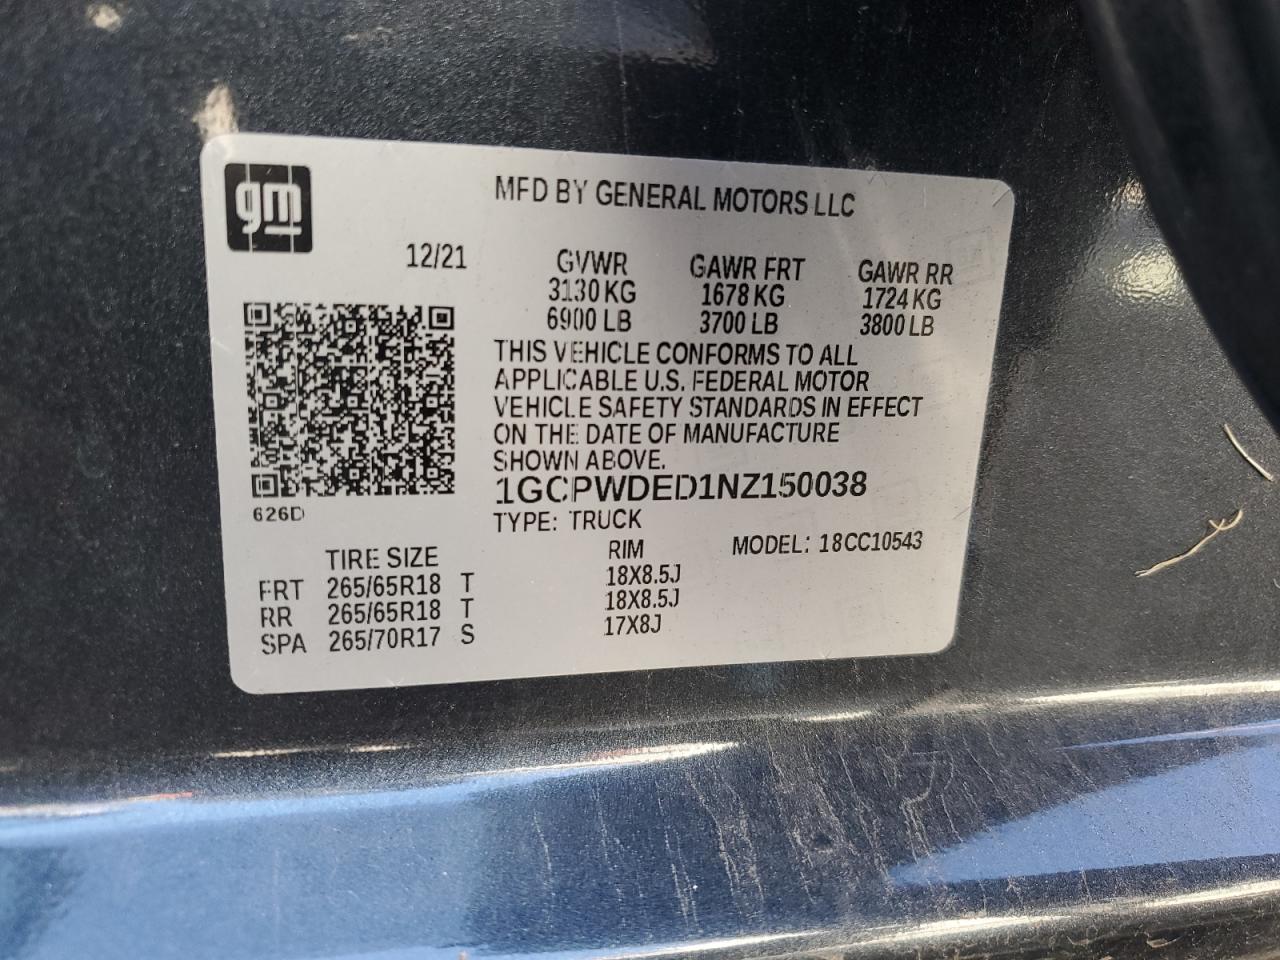 gm
MFD BY GENERAL MOTORS LLC
12/21 GVWR GAWR FRT GAWR RR
3130 KG 1678 KG 1724 KG
6900 LB 3700 LB 3800 LB
THIS VEHICLE CONFORMS TO ALL
APPLICABLE U.S. FEDERAL MOTOR
VEHICLE SAFETY STANDARDS IN EFFECT
ON THE DATE OF MANUFACTURE
SHOWN ABOVE.
1GCPWDED1NZ150038
626D
TYPE: TRUCK
TIRE SIZE RIM MODEL: 18CC10543
FRT 265/65R18 T 18X8.5J
RR 265/65R18 T 18X8.5J
SPA 265/70R17 S 17X8J